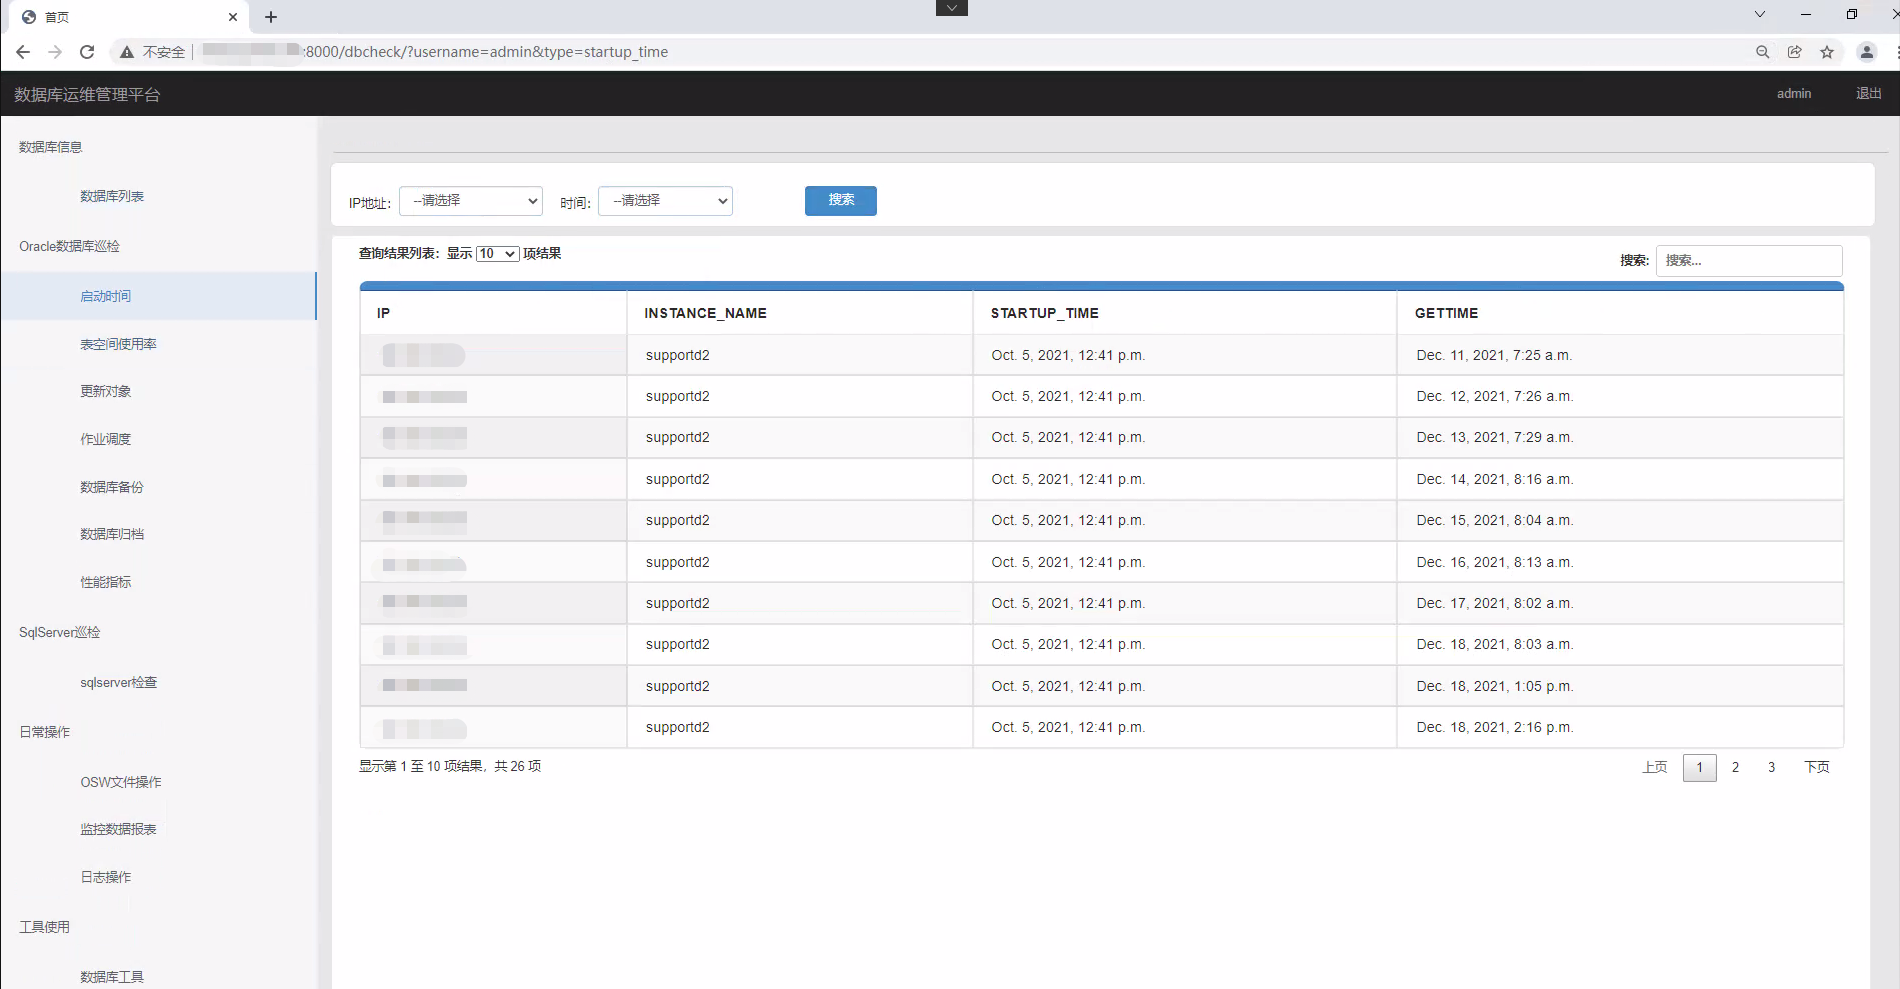 首页
不安全 :8000/dbcheck/?username=admin&type=startup_time
数据库运维管理平台 admin 退出
数据库信息
数据库列表
Oracle数据库巡检
启动时间
表空间使用率
更新对象
作业调度
数据库备份
数据库归档
性能指标
SqlServer巡检
sqlserver检查
日常操作
OSW文件操作
监控数据报表
日志操作
工具使用
数据库工具
IP地址: --请选择 时间: --请选择 搜索
查询结果列表: 显示 10 项结果
搜索: 搜索...
IP INSTANCE_NAME STARTUP_TIME GETTIME
supportd2 Oct. 5, 2021, 12:41 p.m. Dec. 11, 2021, 7:25 a.m.
supportd2 Oct. 5, 2021, 12:41 p.m. Dec. 12, 2021, 7:26 a.m.
supportd2 Oct. 5, 2021, 12:41 p.m. Dec. 13, 2021, 7:29 a.m.
supportd2 Oct. 5, 2021, 12:41 p.m. Dec. 14, 2021, 8:16 a.m.
supportd2 Oct. 5, 2021, 12:41 p.m. Dec. 15, 2021, 8:04 a.m.
supportd2 Oct. 5, 2021, 12:41 p.m. Dec. 16, 2021, 8:13 a.m.
supportd2 Oct. 5, 2021, 12:41 p.m. Dec. 17, 2021, 8:02 a.m.
supportd2 Oct. 5, 2021, 12:41 p.m. Dec. 18, 2021, 8:03 a.m.
supportd2 Oct. 5, 2021, 12:41 p.m. Dec. 18, 2021, 1:05 p.m.
supportd2 Oct. 5, 2021, 12:41 p.m. Dec. 18, 2021, 2:16 p.m.
显示第 1 至 10 项结果，共 26 项
上页 1 2 3 下页